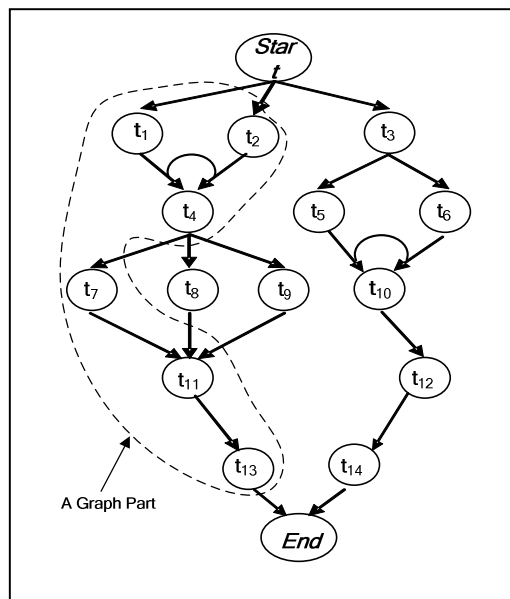 Star
t
t1 t2 t3
t4 t5 t6
t7 t8 t9 t10
t11 t12
t13 t14
A Graph Part
End